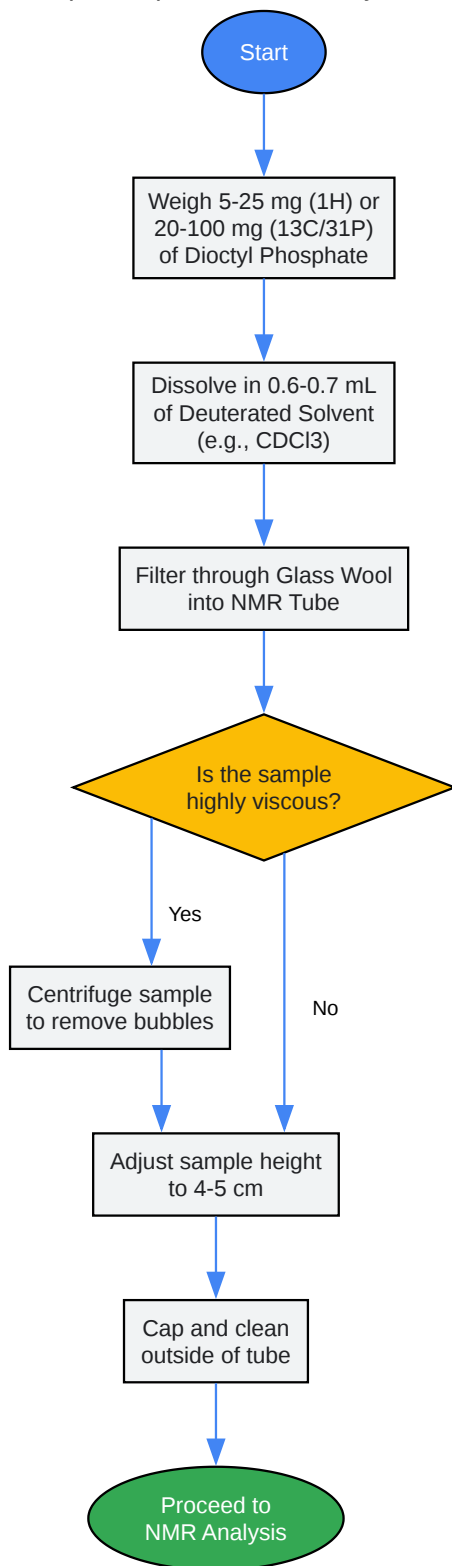 Start
Weigh 5-25 mg (1H) or
20-100 mg (13C/31P)
of Dioctyl Phosphate
Dissolve in 0.6-0.7 mL
of Deuterated Solvent
(e.g., CDCl3)
Filter through Glass Wool
into NMR Tube
Is the sample
highly viscous?
Yes
Centrifuge sample
to remove bubbles
No
Adjust sample height
to 4-5 cm
Cap and clean
outside of tube
Proceed to
NMR Analysis